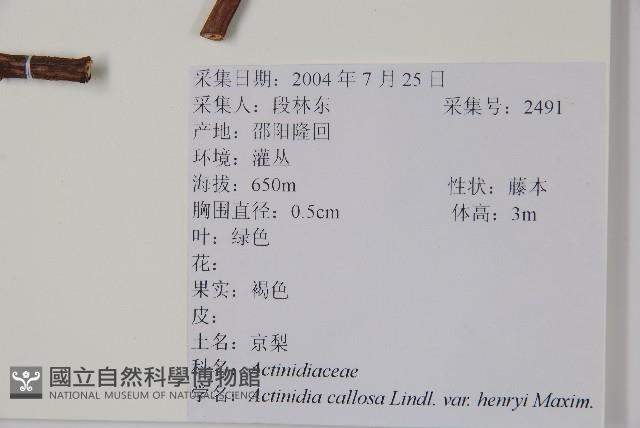 采集日期：2004 年 7 月 25 日
采集人：段林东 采集号：2491
产地：邵阳隆回
环境：灌丛
海拔：650m 性状：藤本
胸围直径：0.5cm 体高：3m
叶：绿色
花：
果实：褐色
皮：
土名：京梨
科名：Actinidiaceae
学名：Actinidia callosa Lindl. var. henryi Maxim.
國立自然科學博物館
NATIONAL MUSEUM OF NATURAL SCIENCE